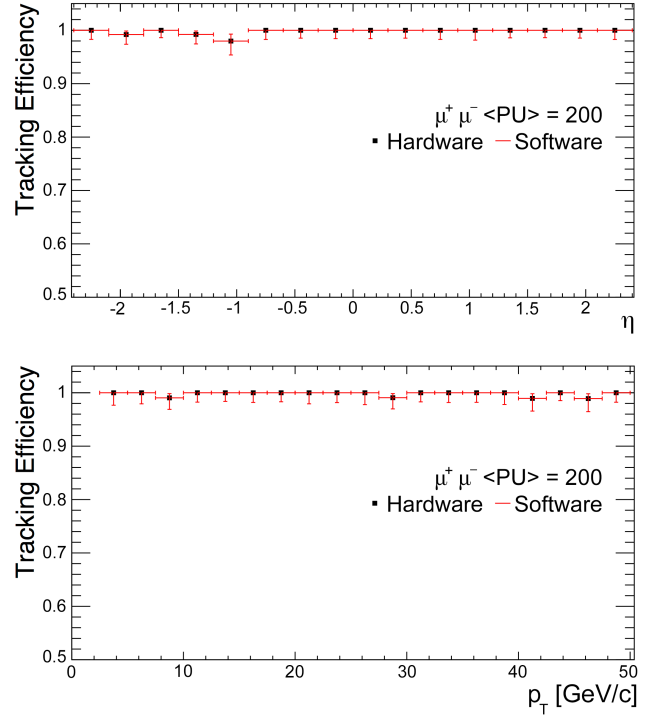 Tracking Efficiency
1
0.9
0.8
0.7
0.6
0.5
μ⁺ μ⁻ <PU> = 200
Hardware Software
-2 -1.5 -1 -0.5 0 0.5 1 1.5 2
η
Tracking Efficiency
1
0.9
0.8
0.7
0.6
0.5
μ⁺ μ⁻ <PU> = 200
Hardware Software
0 10 20 30 40 50
p_T [GeV/c]